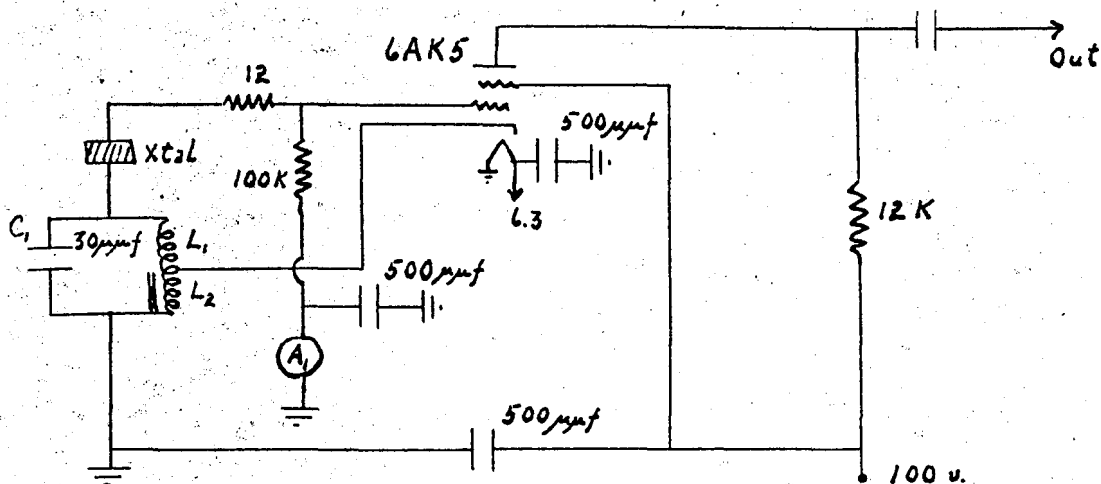 6AK5
Out
12
500µµf
xtal
100K
6.3
12K
C₁
30µµf
L₁
L₂
500µµf
A₁
500µµf
100 v.